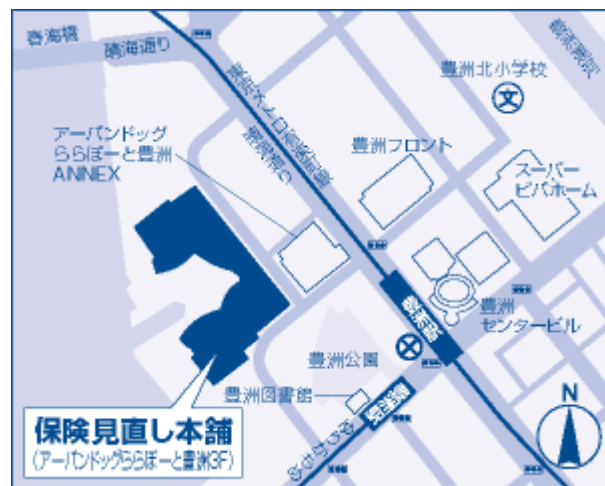 春海橋
晴海通り
豊洲北小学校
文
アーバンドッグ
ららぽーと豊洲
ANNEX
東京メトロ有楽町線
豊洲フロント
スーパー
ビバホーム
豊洲駅
豊洲
センタービル
豊洲公園
豊洲図書館
豊洲駅
ゆりかもめ
N
保険見直し本舗
(アーバンドッグららぽーと豊洲3F)